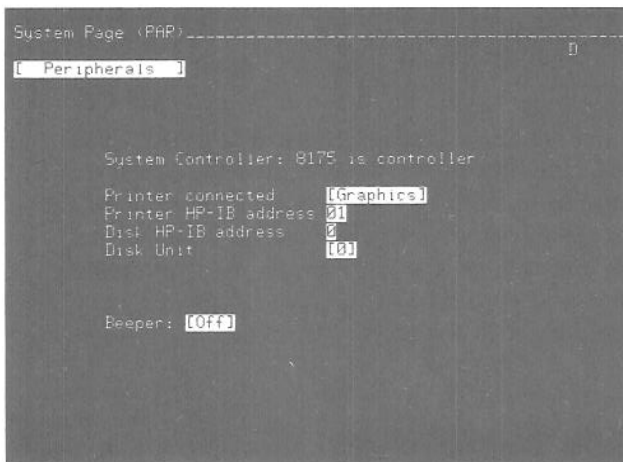 System Page (PAR)
D
[ Peripherals ]
System Controller: 8175 is controller
Printer connected [Graphics]
Printer HP-IB address 01
Disk HP-IB address 0
Disk Unit [0]
Beeper: [Off]